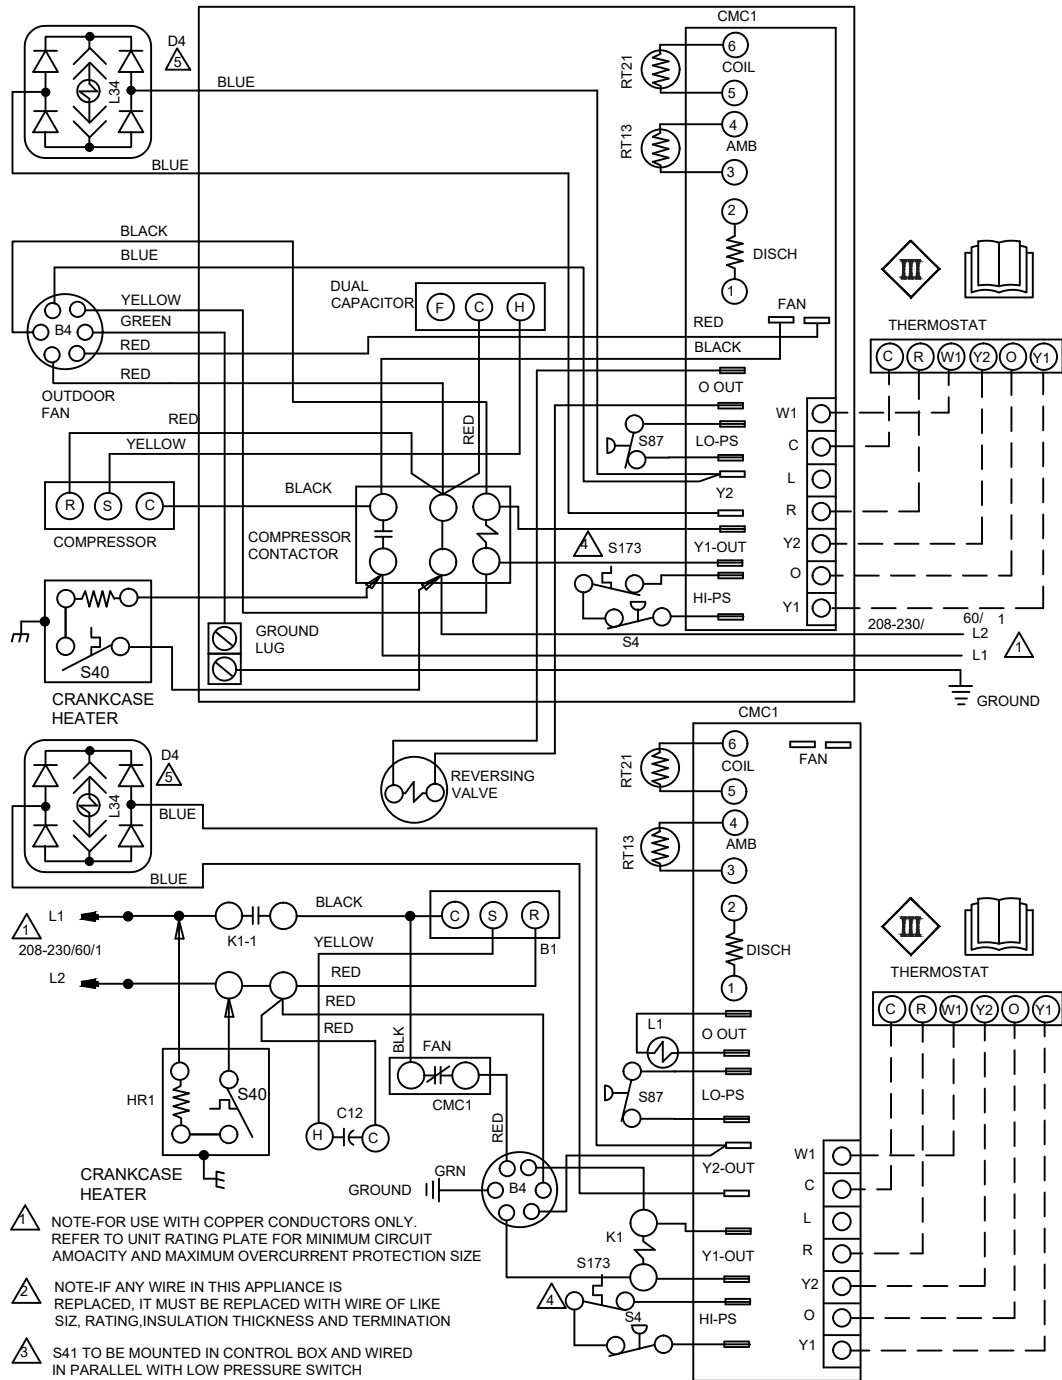 CMC1
D4
5
L34
BLUE
BLUE
RT21
6
COIL
5
RT13
4
AMB
3
2
DISCH
1
BLACK
BLUE
YELLOW
GREEN
RED
RED
B4
OUTDOOR
FAN
DUAL
CAPACITOR
F C H
FAN
RED
BLACK
III
THERMOSTAT
C R W1 Y2 O Y1
O OUT
S87
LO-PS
Y2
4
S173
Y1-OUT
HI-PS
S4
W1
C
L
R
Y2
O
Y1
RED
YELLOW
RED
BLACK
R S C
COMPRESSOR
COMPRESSOR
CONTACTOR
S40
CRANKCASE
HEATER
GROUND
LUG
208-230/ 60/ 1
L2
L1
1
GROUND
REVERSING
VALVE
CMC1
D4
5
L34
BLUE
BLUE
RT21
6
COIL
5
FAN
RT13
4
AMB
3
2
DISCH
1
1
L1
208-230/60/1
L2
K1-1
BLACK
C S R
B1
YELLOW
RED
RED
RED
BLK
FAN
CMC1
HR1
S40
H C12 C
CRANKCASE
HEATER
RED
GRN
GROUND
B4
L1
O OUT
S87
LO-PS
Y2-OUT
K1
Y1-OUT
S173
4
S4
HI-PS
III
THERMOSTAT
C R W1 Y2 O Y1
W1
C
L
R
Y2
O
Y1
1 NOTE-FOR USE WITH COPPER CONDUCTORS ONLY.
REFER TO UNIT RATING PLATE FOR MINIMUM CIRCUIT
AMOACITY AND MAXIMUM OVERCURRENT PROTECTION SIZE
2 NOTE-IF ANY WIRE IN THIS APPLIANCE IS
REPLACED, IT MUST BE REPLACED WITH WIRE OF LIKE
SIZ, RATING,INSULATION THICKNESS AND TERMINATION
3 S41 TO BE MOUNTED IN CONTROL BOX AND WIRED
IN PARALLEL WITH LOW PRESSURE SWITCH